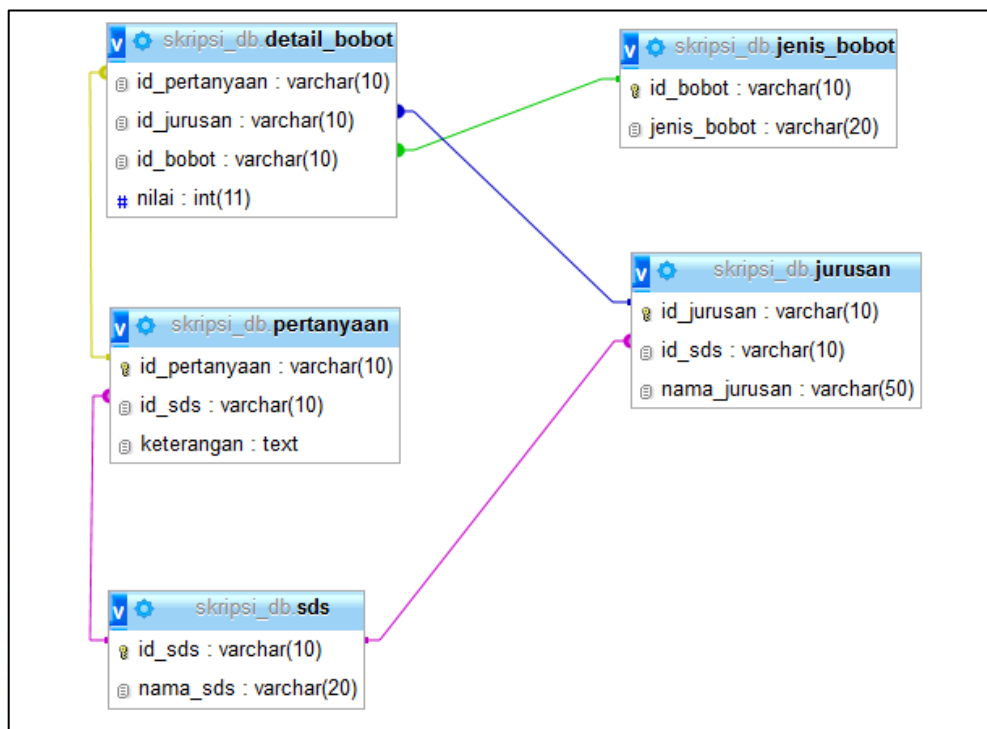 skripsi_db.detail_bobot
id_pertanyaan : varchar(10)
id_jurusan : varchar(10)
id_bobot : varchar(10)
# nilai : int(11)
skripsi_db.jenis_bobot
id_bobot : varchar(10)
jenis_bobot : varchar(20)
skripsi_db.jurusan
id_jurusan : varchar(10)
id_sds : varchar(10)
nama_jurusan : varchar(50)
skripsi_db.pertanyaan
id_pertanyaan : varchar(10)
id_sds : varchar(10)
keterangan : text
skripsi_db.sds
id_sds : varchar(10)
nama_sds : varchar(20)